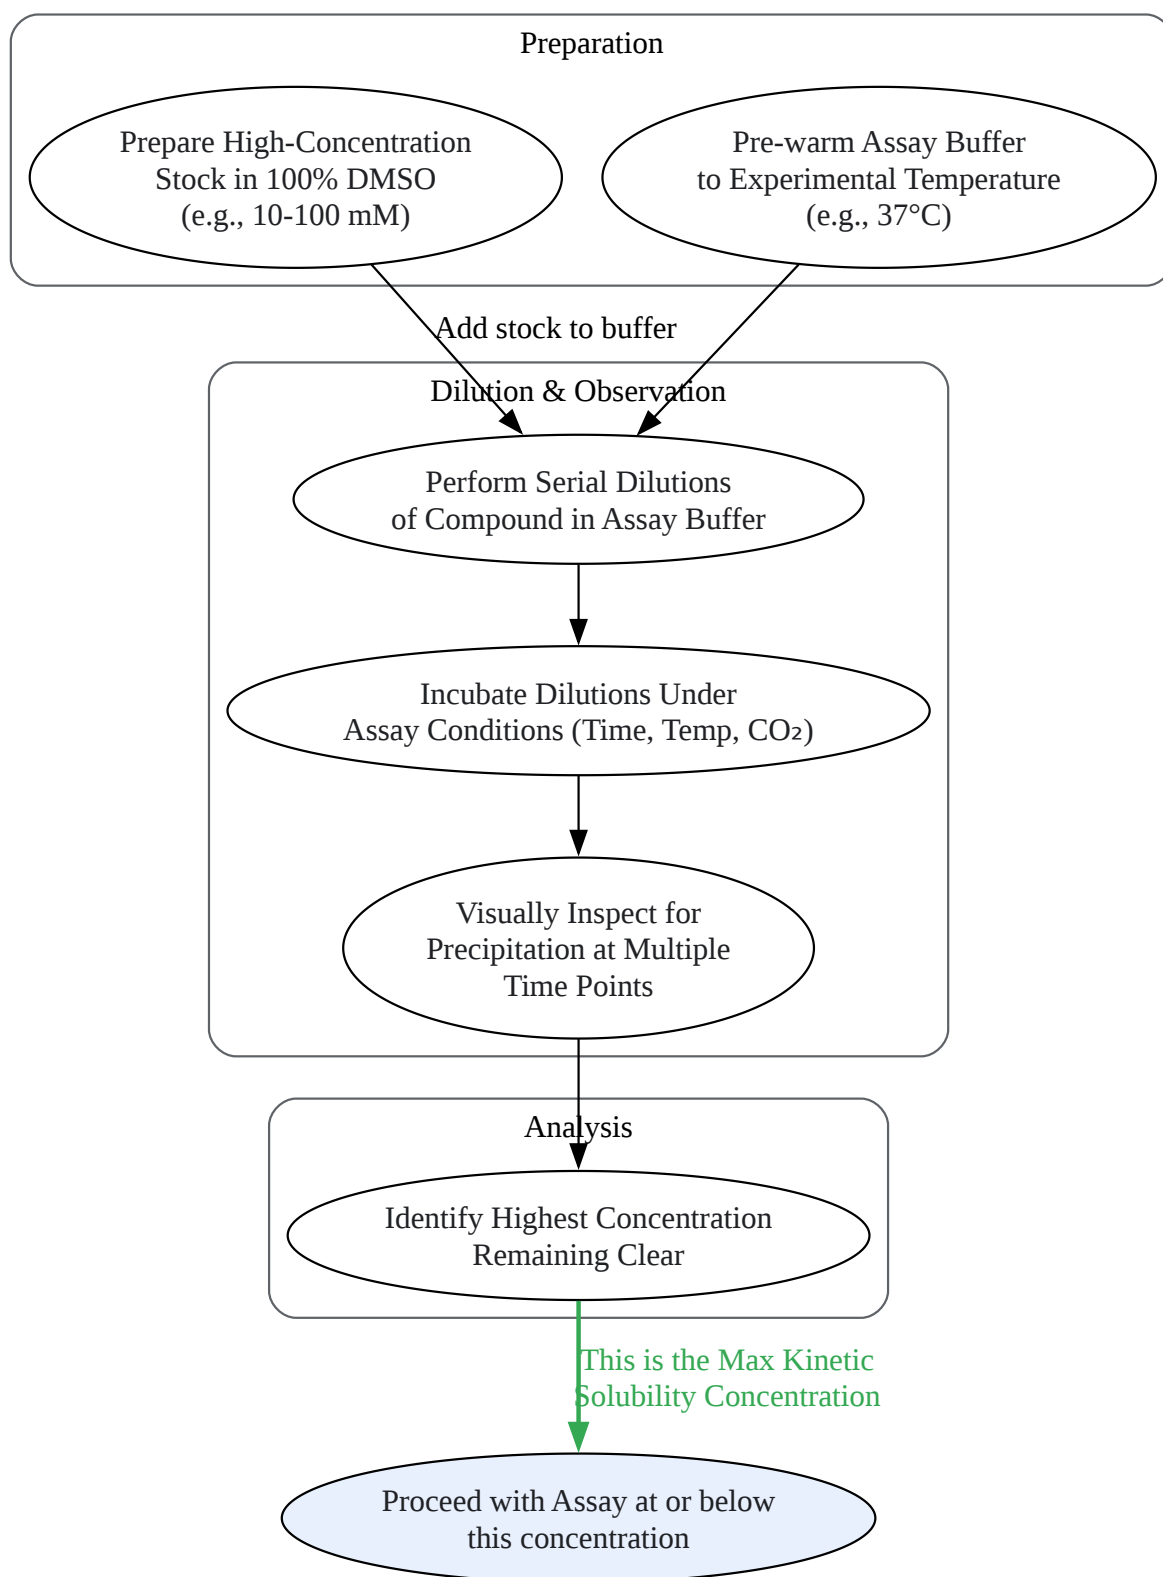 Preparation
Prepare High-Concentration
Stock in 100% DMSO
(e.g., 10-100 mM)
Pre-warm Assay Buffer
to Experimental Temperature
(e.g., 37°C)
Add stock to buffer
Dilution & Observation
Perform Serial Dilutions
of Compound in Assay Buffer
Incubate Dilutions Under
Assay Conditions (Time, Temp, CO₂)
Visually Inspect for
Precipitation at Multiple
Time Points
Analysis
Identify Highest Concentration
Remaining Clear
This is the Max Kinetic
Solubility Concentration
Proceed with Assay at or below
this concentration